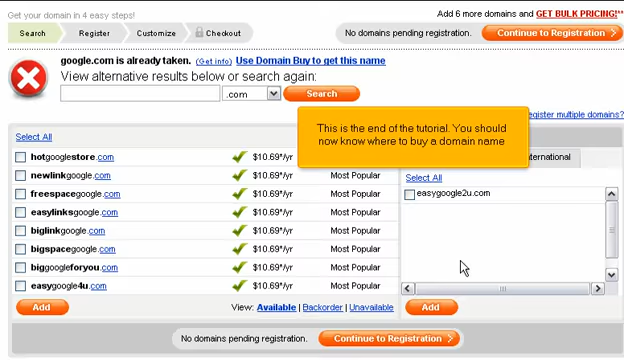 Get your domain in 4 easy steps!
Add 6 more domains and GET BULK PRICING!**
Search Register Customize Checkout
No domains pending registration. Continue to Registration
google.com is already taken. (Get info) Use Domain Buy to get this name
View alternative results below or search again:
.com Search
register multiple domains?
This is the end of the tutorial. You should
now know where to buy a domain name
Select All
International
hotgooglestore.com $10.69*/yr
newlinkgoogle.com $10.69*/yr Most Popular
freespacegoogle.com $10.69*/yr Most Popular
easylinksgoogle.com $10.69*/yr Most Popular
biglinkgoogle.com $10.69*/yr Most Popular
bigspacegoogle.com $10.69*/yr Most Popular
biggoogleforyou.com $10.69*/yr Most Popular
easygoogle4u.com $10.69*/yr Most Popular
Select All
easygoogle2u.com
Add View: Available | Backorder | Unavailable
Add
No domains pending registration. Continue to Registration